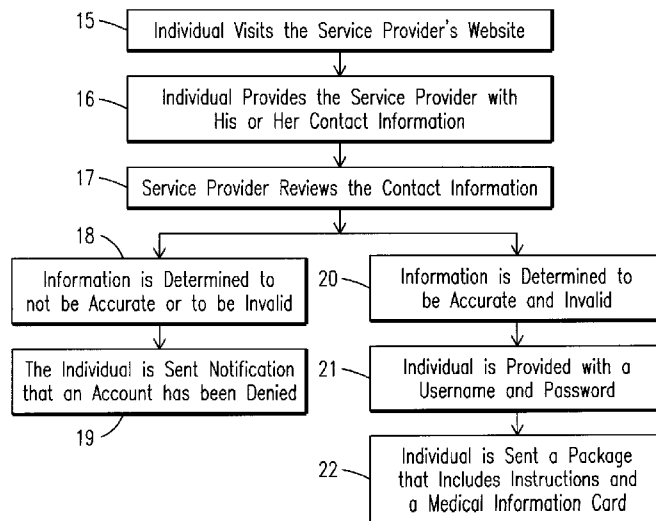 15
Individual Visits the Service Provider's Website
16
Individual Provides the Service Provider with
His or Her Contact Information
17
Service Provider Reviews the Contact Information
18
Information is Determined to
not be Accurate or to be Invalid
The Individual is Sent Notification
that an Account has been Denied
19
20
Information is Determined to
be Accurate and Invalid
21
Individual is Provided with a
Username and Password
22
Individual is Sent a Package
that Includes Instructions and
a Medical Information Card